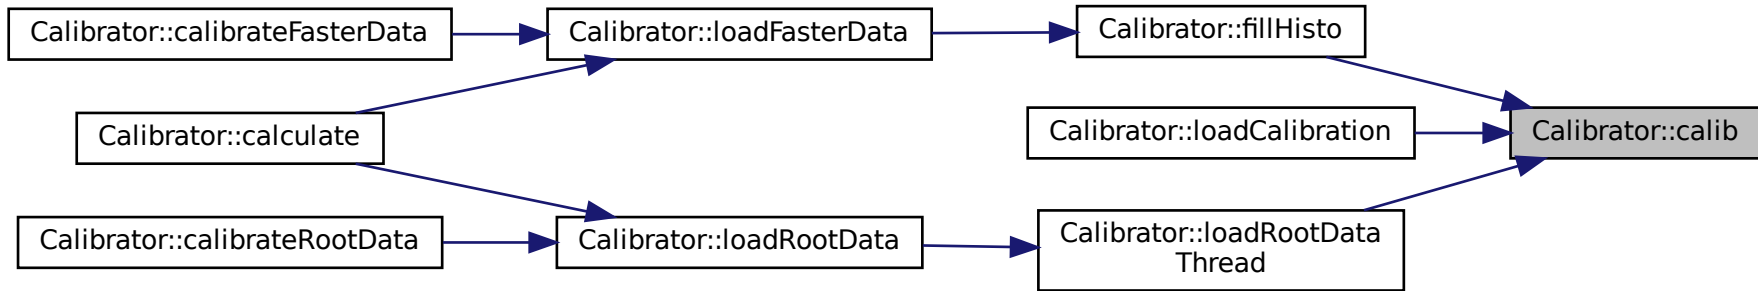 Calibrator::calibrateFasterData
Calibrator::loadFasterData
Calibrator::fillHisto
Calibrator::calculate
Calibrator::loadCalibration
Calibrator::calib
Calibrator::calibrateRootData
Calibrator::loadRootData
Calibrator::loadRootData
Thread